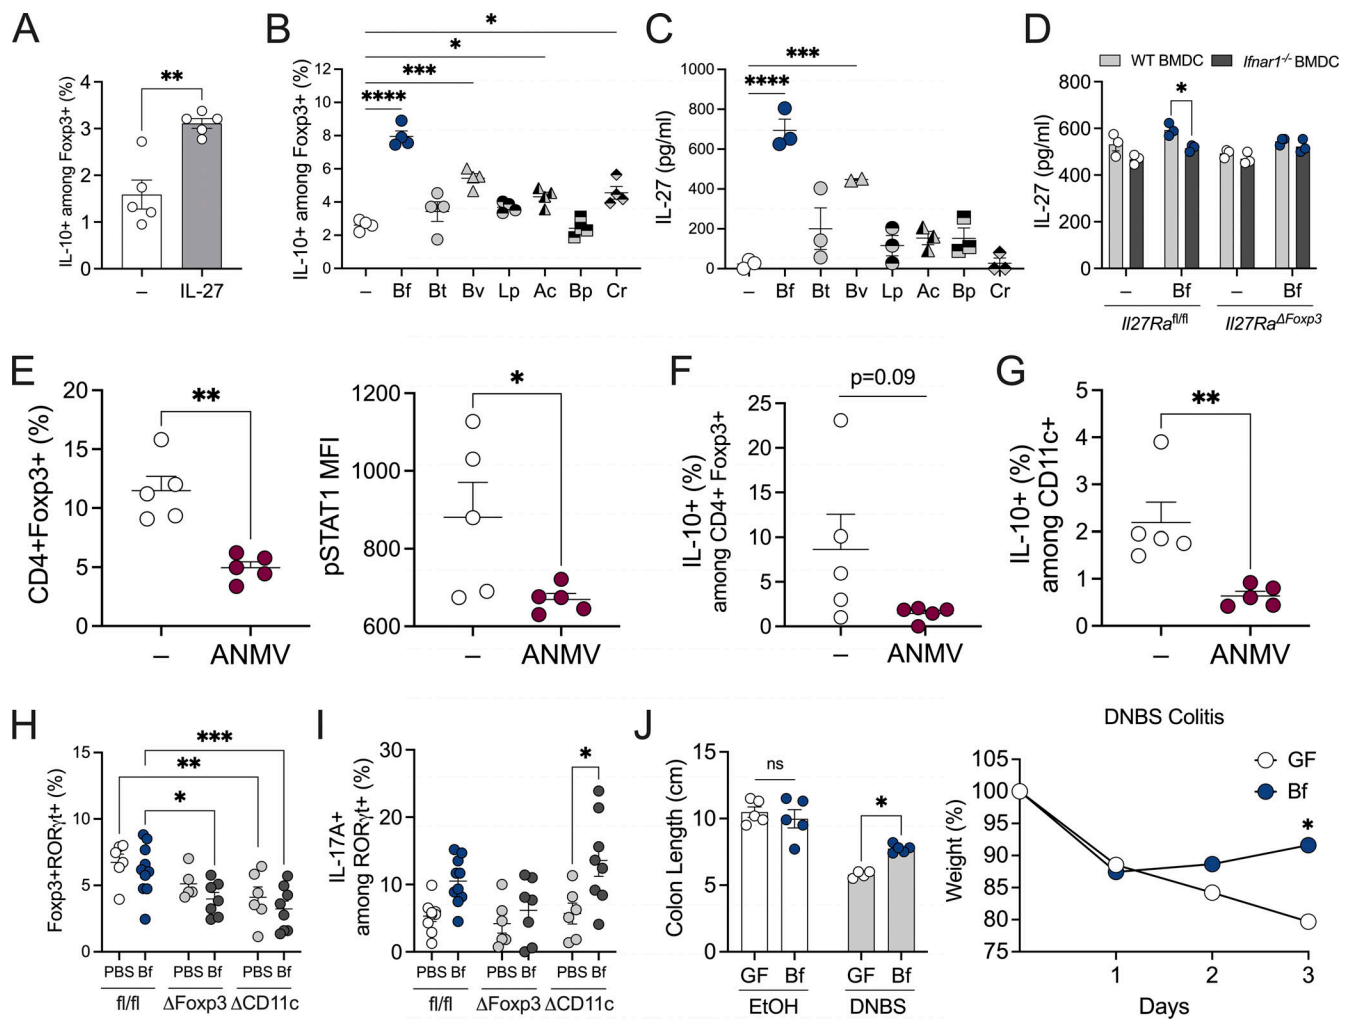 A
IL-10+ among Foxp3+ (%)
4
3
2
1
0
**
–
IL-27
B
IL-10+ among Foxp3+ (%)
12
10
8
6
4
2
0
*
*
***
****
–
Bf
Bt
Bv
Lp
Ac
Bp
Cr
C
IL-27 (pg/ml)
1000
800
600
400
200
0
***
****
–
Bf
Bt
Bv
Lp
Ac
Bp
Cr
D
WT BMDC
Ifnar1-/- BMDC
IL-27 (pg/ml)
800
600
400
200
0
*
–
Bf
–
Bf
Il27Rafl/fl
Il27RaΔFoxp3
E
CD4+Foxp3+ (%)
20
15
10
5
0
**
–
ANMV
pSTAT1 MFI
1200
1000
800
600
*
–
ANMV
F
IL-10+ (%)
among CD4+ Foxp3+
25
20
15
10
5
0
p=0.09
–
ANMV
G
IL-10+ (%)
among CD11c+
5
4
3
2
1
0
**
–
ANMV
H
Foxp3+RORγt+ (%)
15
10
5
0
***
**
*
PBS Bf PBS Bf PBS Bf
fl/fl ΔFoxp3 ΔCD11c
I
IL-17A+
among RORγt+ (%)
30
20
10
0
*
PBS Bf PBS Bf PBS Bf
fl/fl ΔFoxp3 ΔCD11c
J
Colon Length (cm)
15
10
5
0
ns
*
GF Bf GF Bf
EtOH DNBS
DNBS Colitis
GF
Bf
Weight (%)
105
100
95
90
85
80
75
*
1 2 3
Days